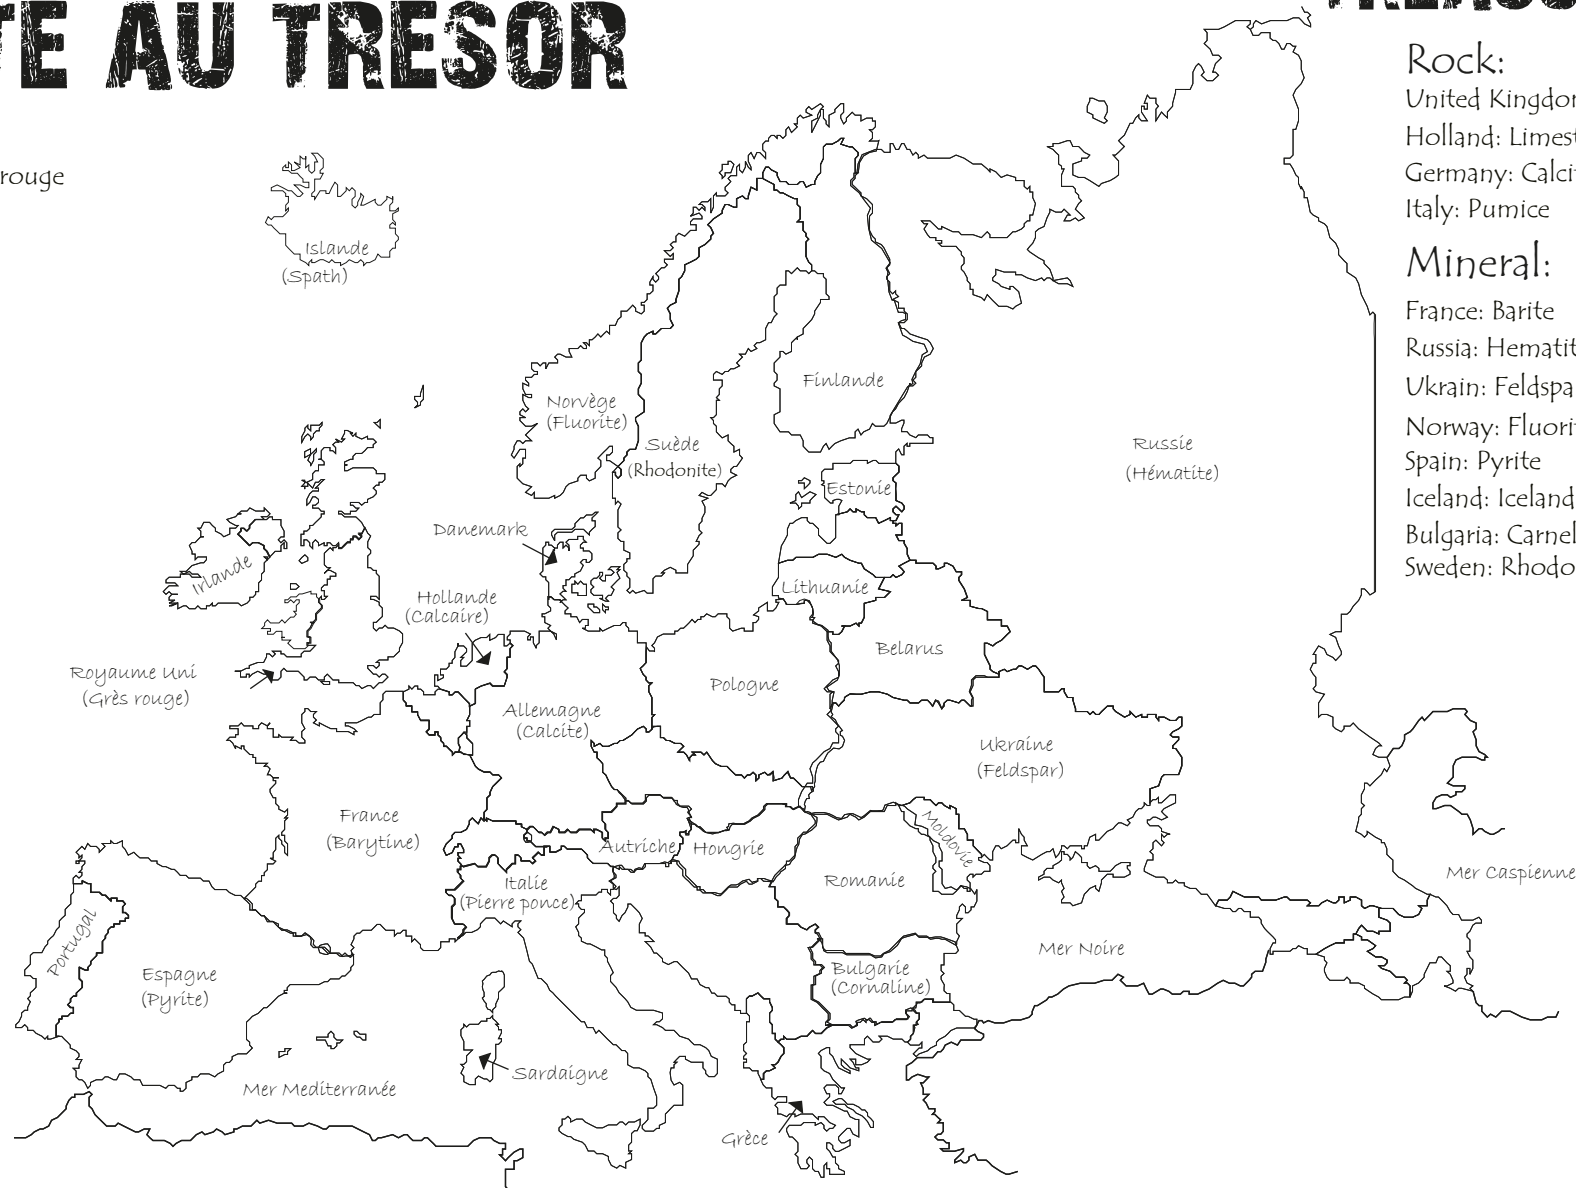 TE AU TRESOR
rouge
Rock:
United Kingdom
Holland: Limest
Germany: Calcit
Italy: Pumice
Mineral:
France: Barite
Russia: Hematit
Ukrain: Feldspa
Norway: Fluorit
Spain: Pyrite
Iceland: Iceland
Bulgaria: Carnel
Sweden: Rhodo
Islande
(Spath)
Finlande
Norvège
(Fluorite)
Suède
(Rhodonite)
Russie
(Hématite)
Estonie
Danemark
Irlande
Lithuanie
Hollande
(Calcaire)
Belarus
Royaume Uni
(Grès rouge)
Pologne
Allemagne
(Calcite)
Ukraine
(Feldspar)
France
(Barytine)
Moldovie
Autriche
Hongrie
Mer Caspienne
Italie
(Pierre ponce)
Romanie
Portugal
Mer Noire
Espagne
(Pyrite)
Bulgarie
(Cornaline)
Sardaigne
Mer Mediterranée
Grèce